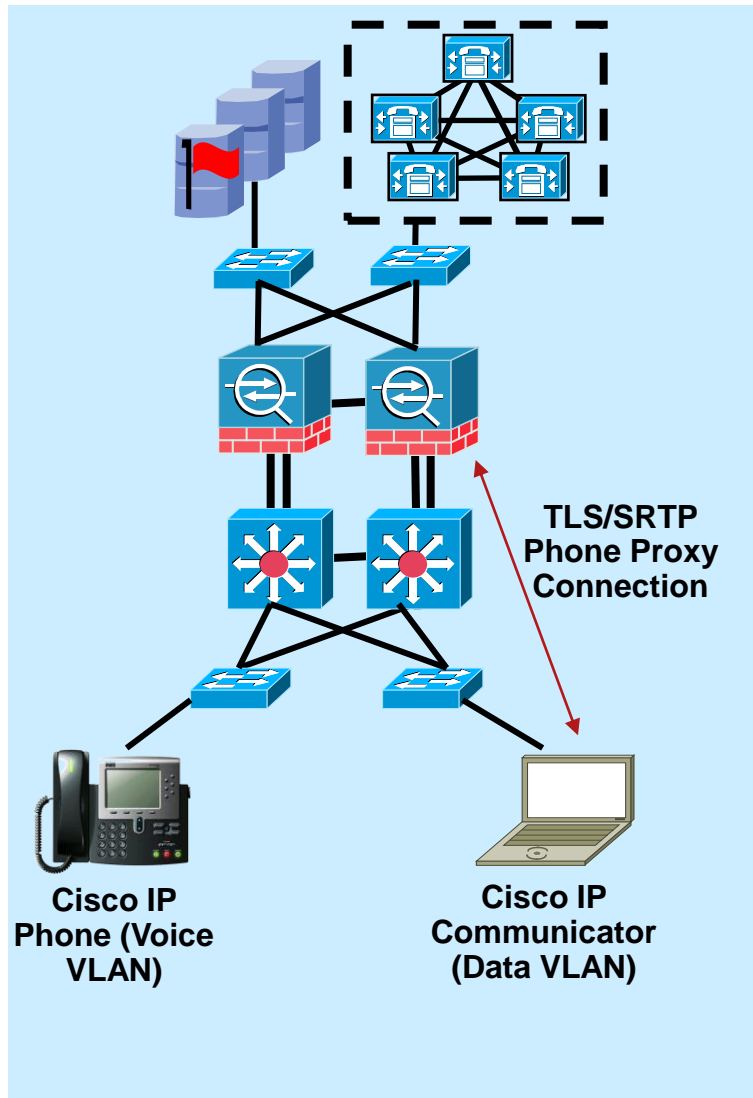 TLS/SRTP
Phone Proxy
Connection
Cisco IP
Phone (Voice
VLAN)
Cisco IP
Communicator
(Data VLAN)